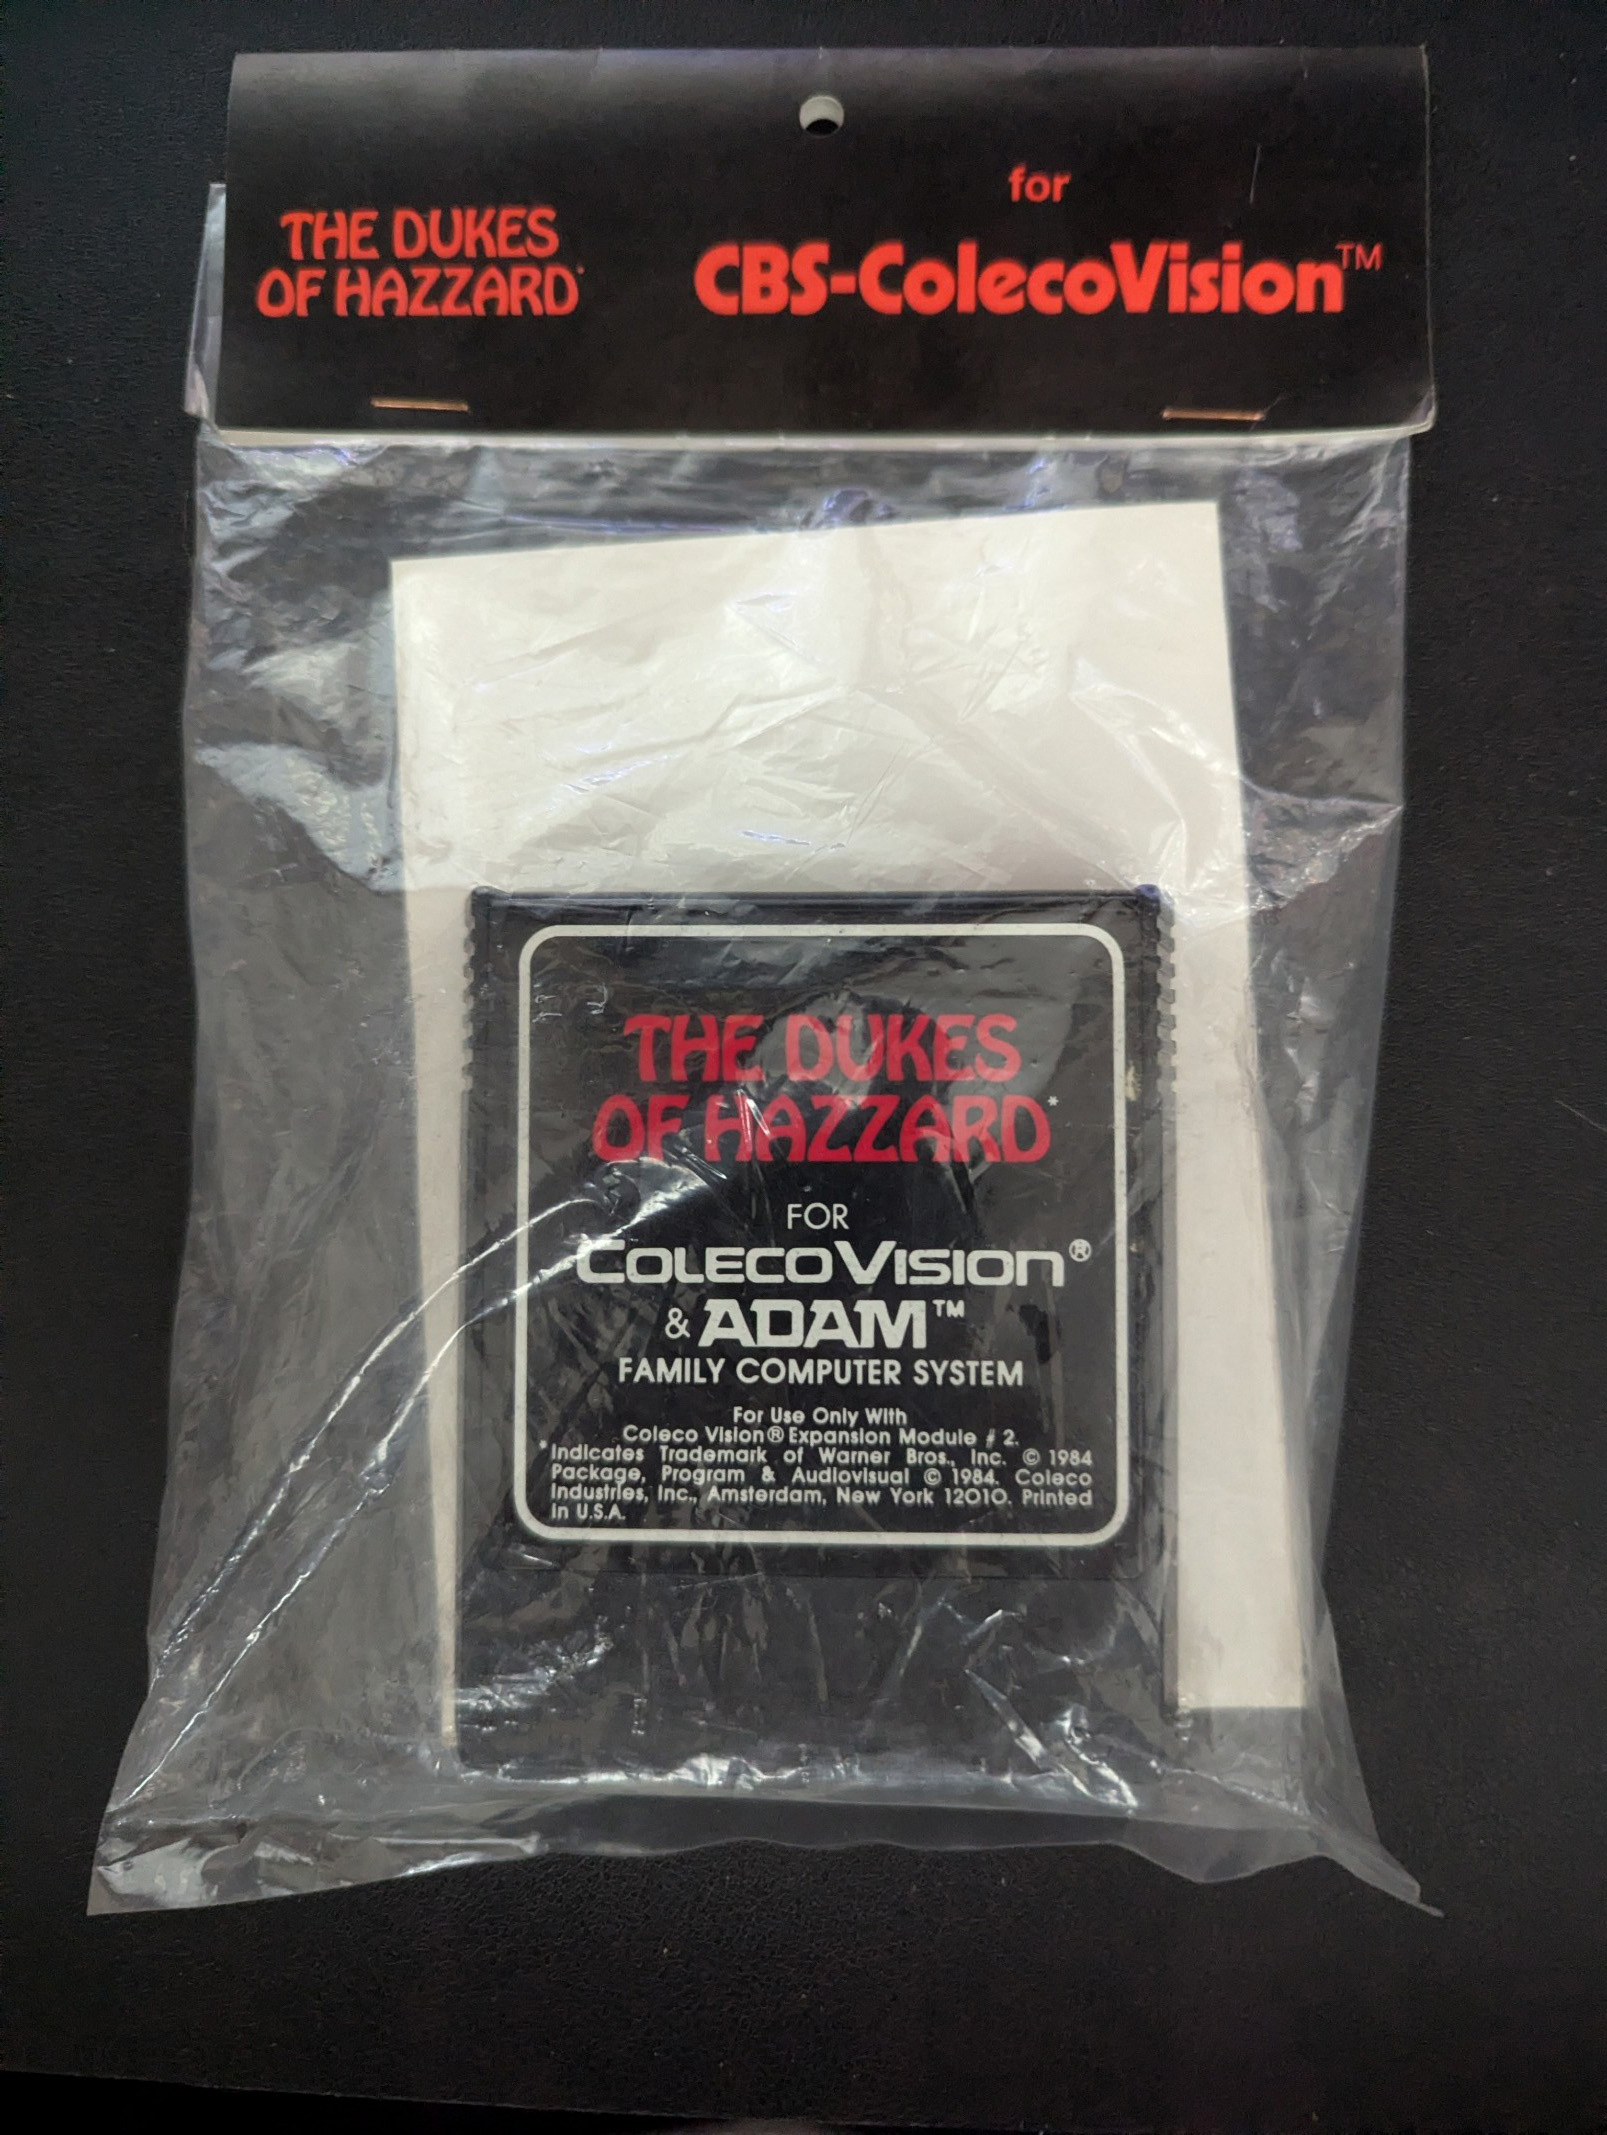 for
THE DUKES
OF HAZZARD*
CBS-ColecoVision™
THE DUKES
OF HAZZARD*
FOR
COLECOVISION®
& ADAM™
FAMILY COMPUTER SYSTEM
For Use Only With
Coleco Vision® Expansion Module # 2.
*Indicates Trademark of Warner Bros., Inc. © 1984
Package, Program & Audiovisual © 1984. Coleco
Industries, Inc., Amsterdam, New York 12010. Printed
in U.S.A.